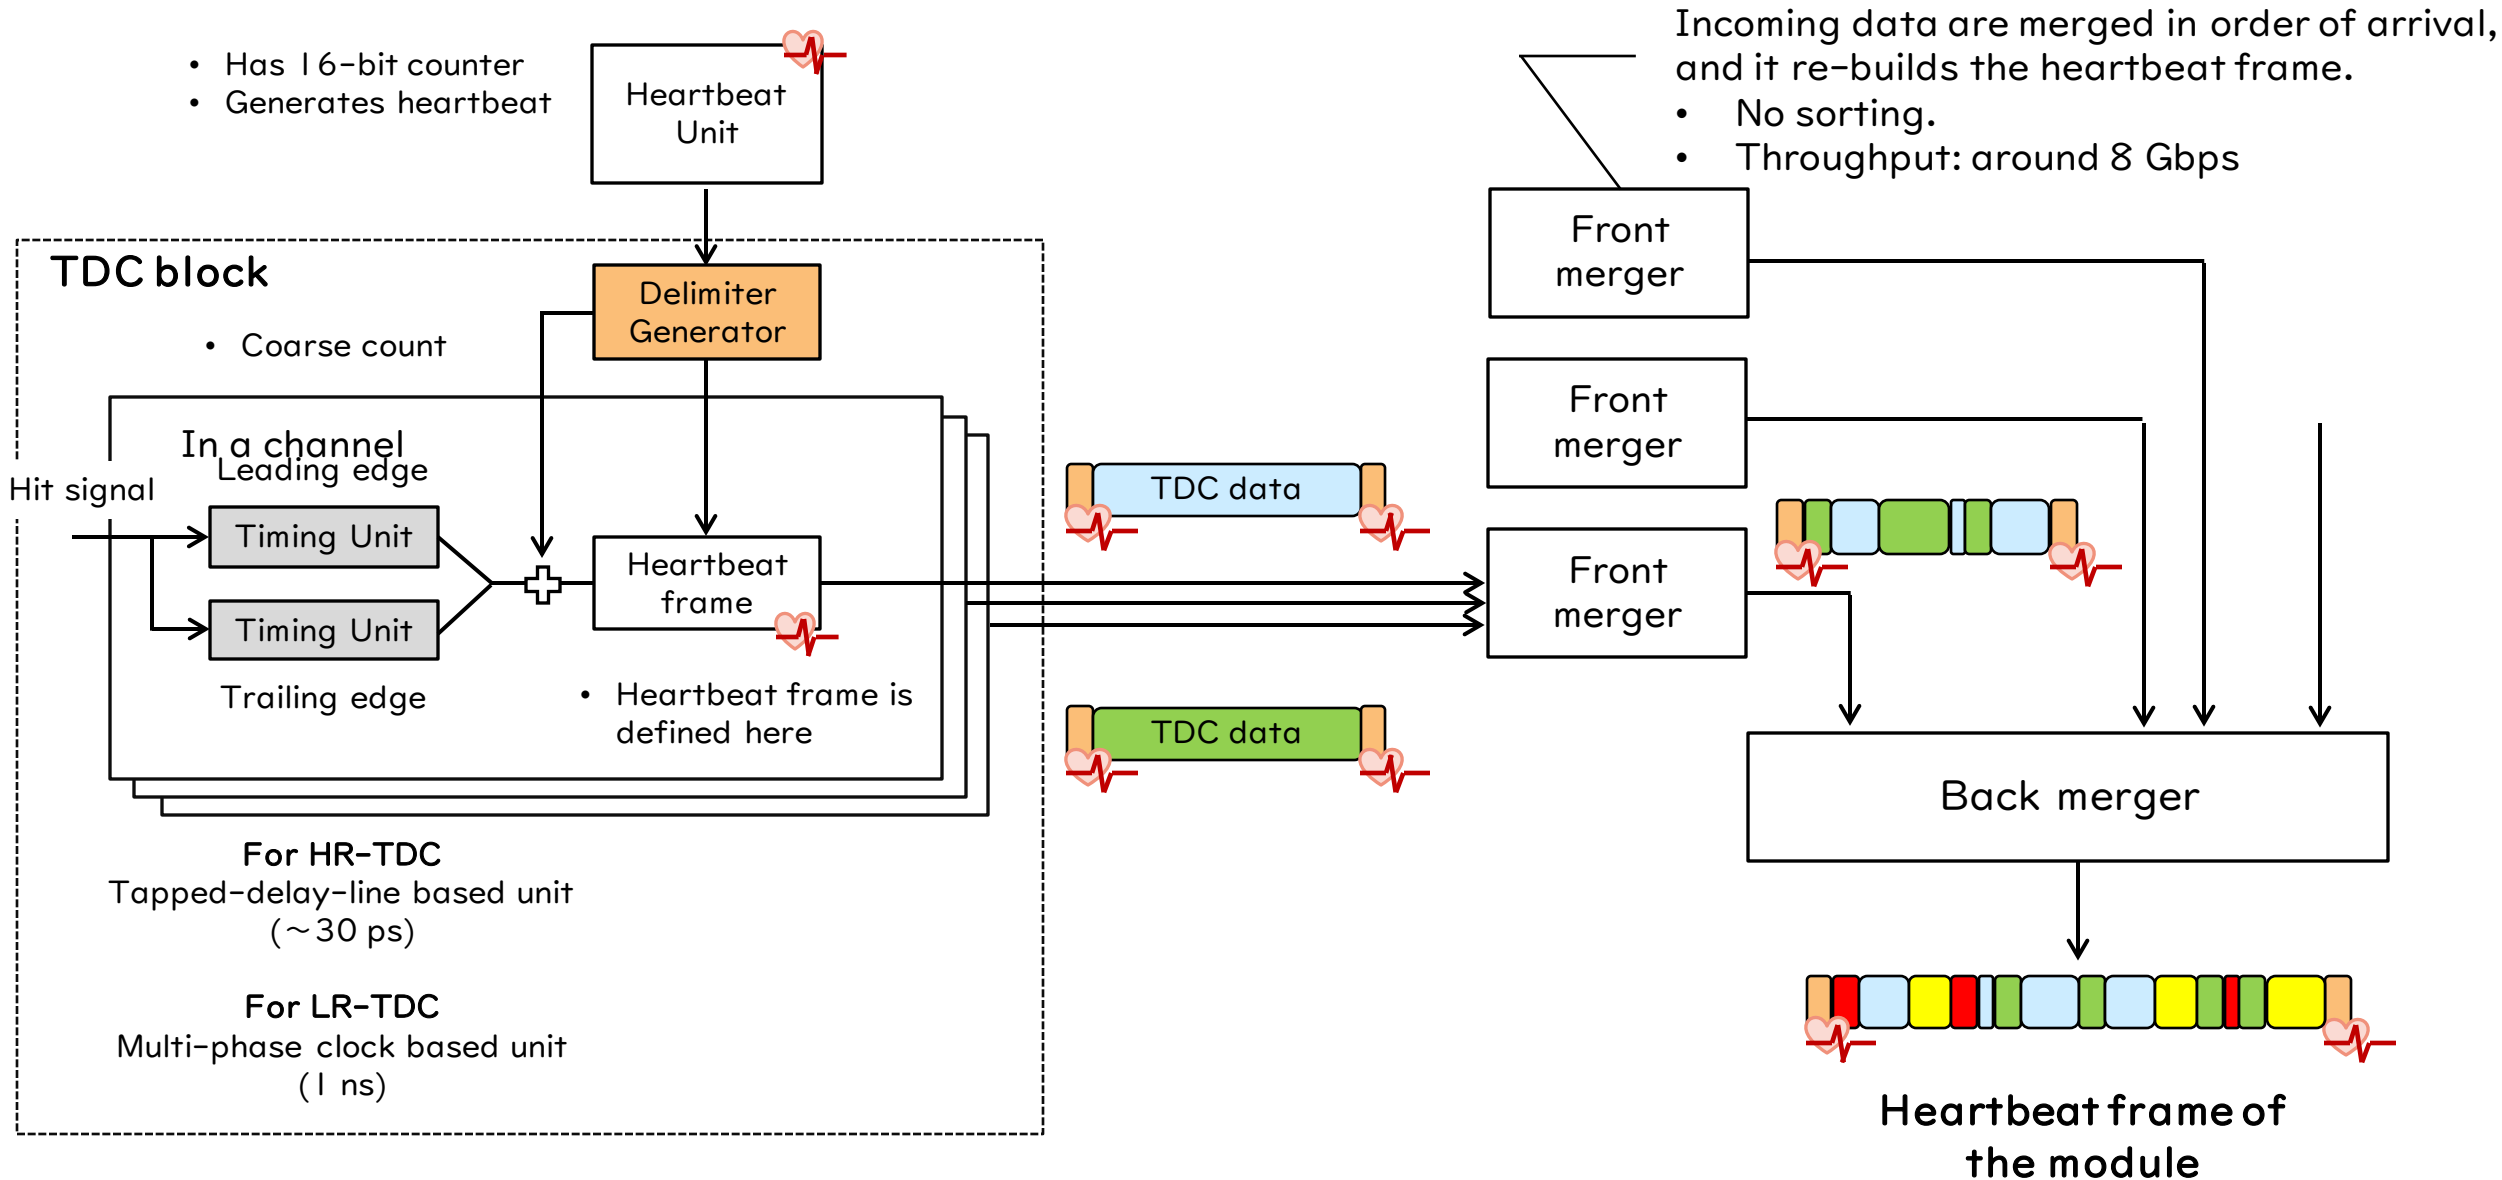 • Has 16-bit counter
• Generates heartbeat
Heartbeat
Unit
Incoming data are merged in order of arrival,
and it re-builds the heartbeat frame.
• No sorting.
• Throughput: around 8 Gbps
TDC block
Delimiter
Generator
• Coarse count
In a channel
Leading edge
Hit signal
Timing Unit
Timing Unit
Trailing edge
Heartbeat
frame
• Heartbeat frame is
defined here
For HR-TDC
Tapped-delay-line based unit
(~30 ps)
For LR-TDC
Multi-phase clock based unit
(1 ns)
TDC data
TDC data
Front
merger
Front
merger
Front
merger
Back merger
Heartbeat frame of
the module